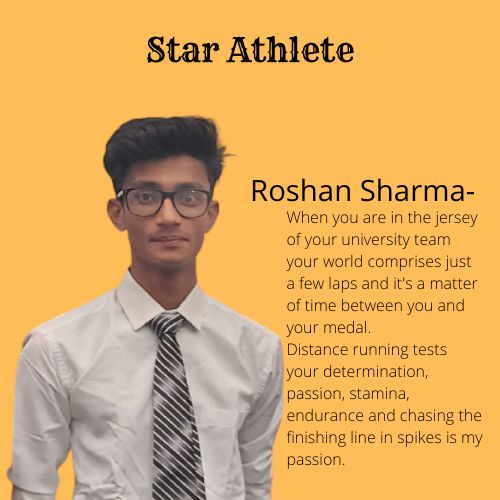 Star Athlete
Roshan Sharma-
When you are in the jersey
of your university team
your world comprises just
a few laps and it's a matter
of time between you and
your medal.
Distance running tests
your determination,
passion, stamina,
endurance and chasing the
finishing line in spikes is my
passion.